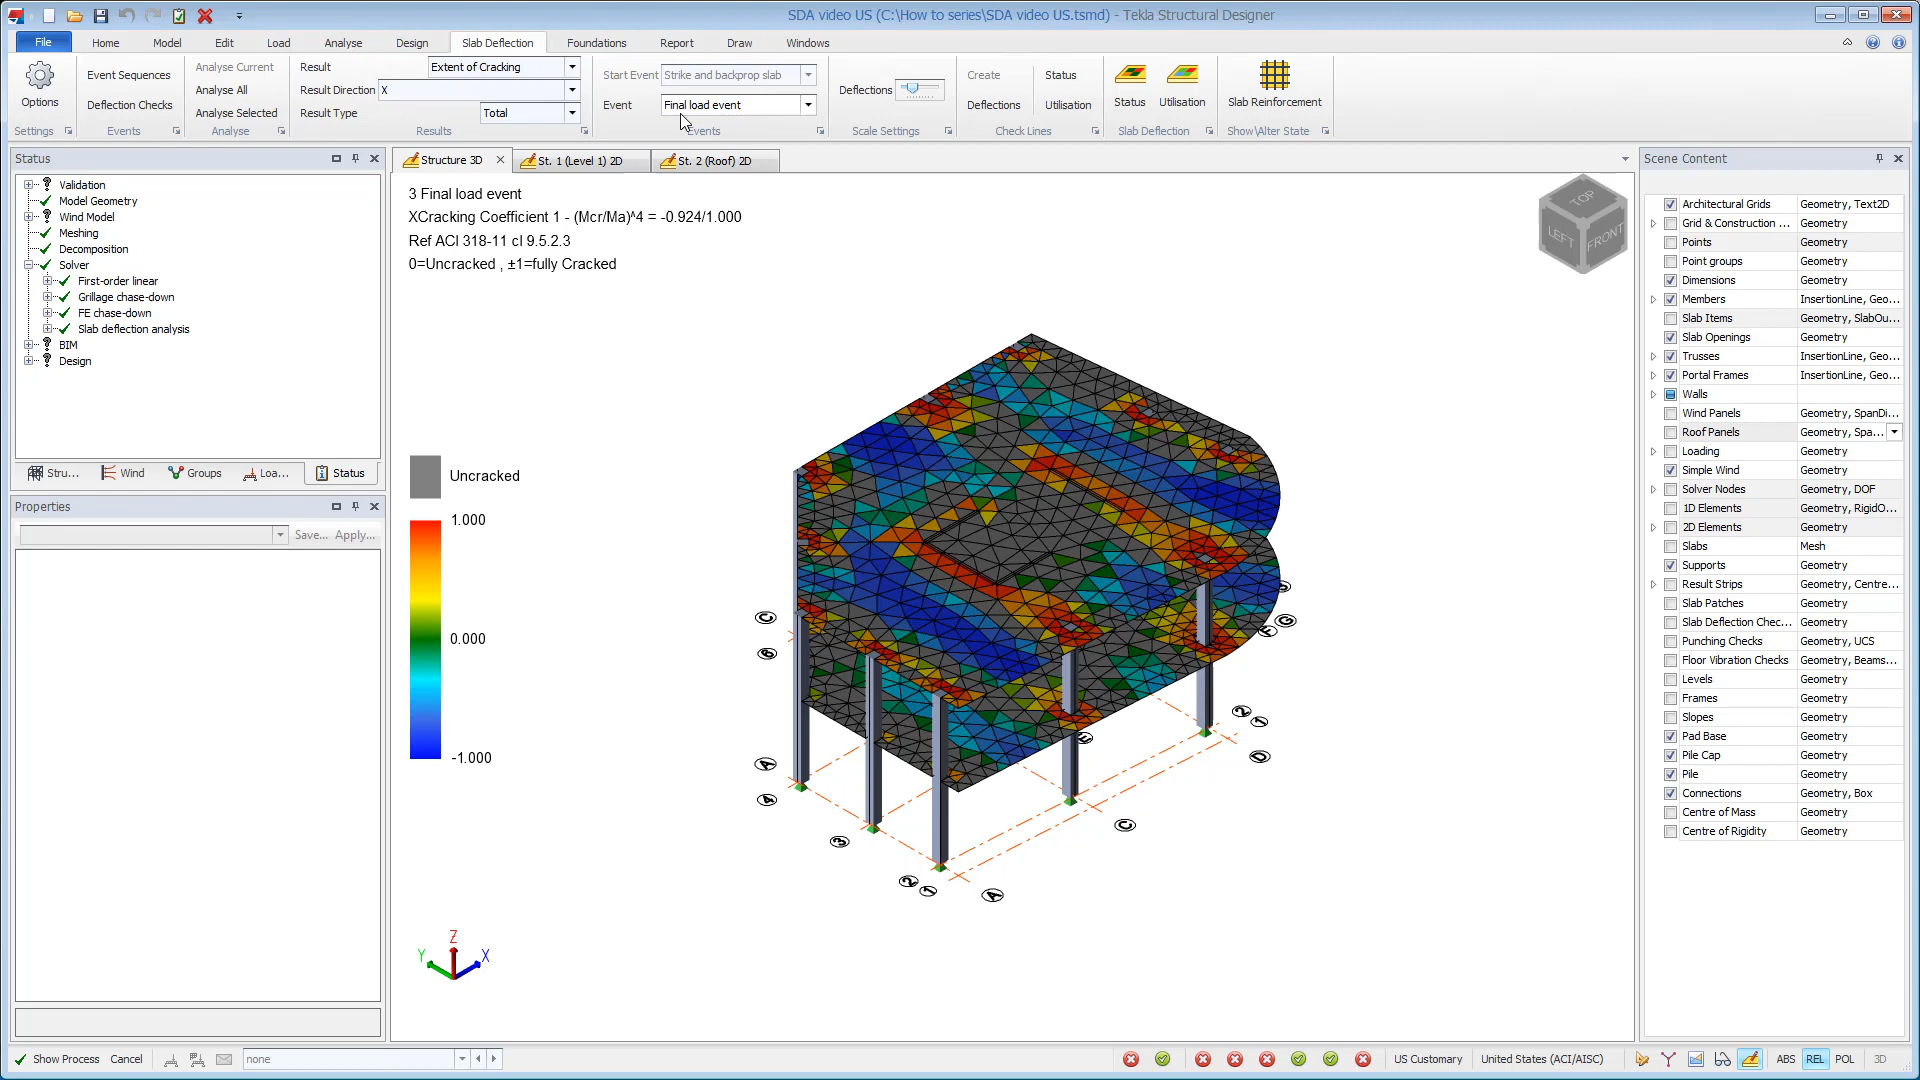 SDA video US (C:\How to series\SDA video US.tsmd) - Tekla Structural Designer
File Home Model Edit Load Analyse Design Slab Deflection Foundations Report Draw Windows
Options
Settings
Event Sequences
Deflection Checks
Events
Analyse Current
Analyse All
Analyse Selected
Analyse
Result Extent of Cracking
Result Direction X
Result Type Total
Results
Start Event Strike and backprop slab
Event Final load event
Events
Deflections
Scale Settings
Create
Deflections
Status
Utilisation
Check Lines
Status Utilisation
Slab Deflection
Slab Reinforcement
Show\Alter State
Status
Validation
Model Geometry
Wind Model
Meshing
Decomposition
Solver
First-order linear
Grillage chase-down
FE chase-down
Slab deflection analysis
BIM
Design
Stru... Wind Groups Loa... Status
Properties
Save... Apply...
Structure 3D St. 1 (Level 1) 2D St. 2 (Roof) 2D
3 Final load event
XCracking Coefficient 1 - (Mcr/Ma)^4 = -0.924/1.000
Ref ACI 318-11 cl 9.5.2.3
0=Uncracked , ±1=fully Cracked
Uncracked
1.000
0.000
-1.000
TOP
LEFT FRONT
C
B
A
4
3
2
1
A
C
E
D
2
1
F
G
Z
Y
X
Scene Content
Architectural Grids Geometry, Text2D
Grid & Construction ... Geometry
Points Geometry
Point groups Geometry
Dimensions Geometry
Members InsertionLine, Geo...
Slab Items Geometry, SlabOu...
Slab Openings Geometry
Trusses InsertionLine, Geo...
Portal Frames InsertionLine, Geo...
Walls
Wind Panels Geometry, SpanDi...
Roof Panels Geometry, Spa...
Loading Geometry
Simple Wind Geometry
Solver Nodes Geometry, DOF
1D Elements Geometry, RigidO...
2D Elements Geometry
Slabs Mesh
Supports Geometry
Result Strips Geometry, Centre...
Slab Patches Geometry
Slab Deflection Chec... Geometry
Punching Checks Geometry, UCS
Floor Vibration Checks Geometry, Beams...
Levels Geometry
Frames Geometry
Slopes Geometry
Pad Base Geometry
Pile Cap Geometry
Pile Geometry
Connections Geometry, Box
Centre of Mass Geometry
Centre of Rigidity Geometry
Show Process Cancel none US Customary United States (ACI/AISC) ABS REL POL 3D